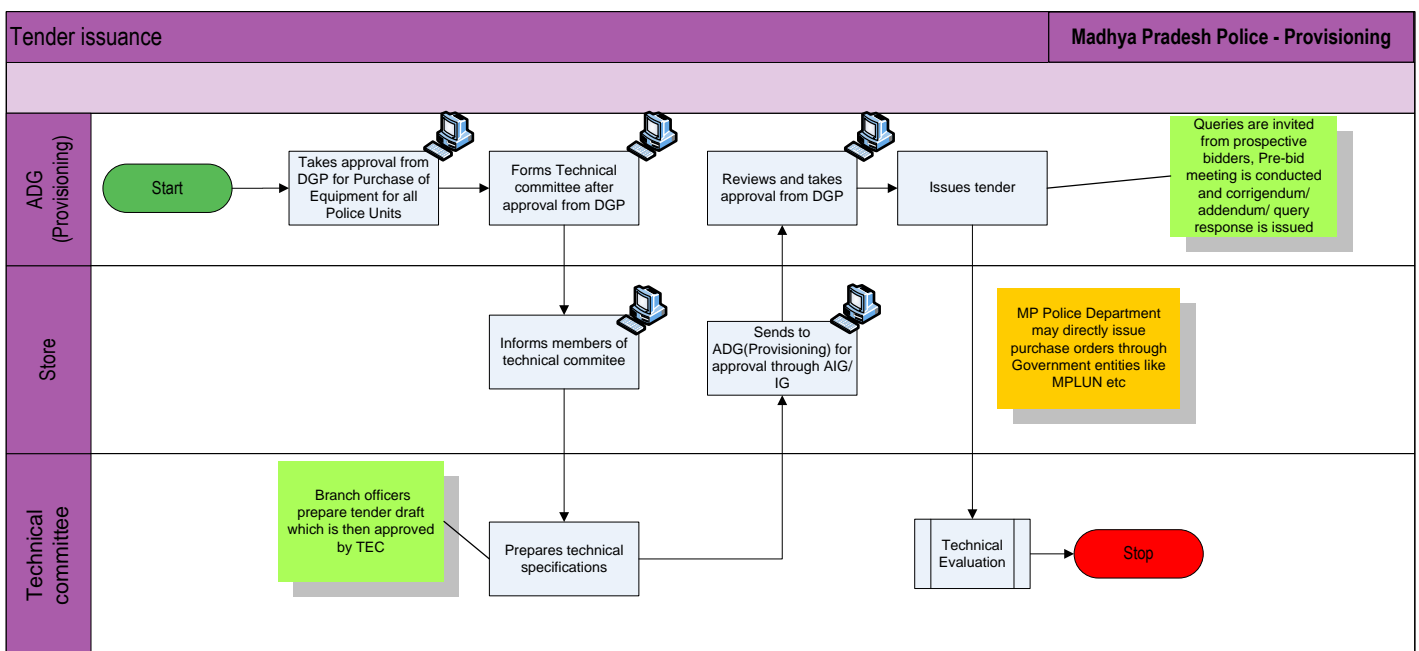 Tender issuance
Madhya Pradesh Police - Provisioning
ADG
(Provisioning)
Start
Takes approval from
DGP for Purchase of
Equipment for all
Police Units
Forms Technical
committee after
approval from DGP
Reviews and takes
approval from DGP
Issues tender
Queries are invited
from prospective
bidders, Pre-bid
meeting is conducted
and corrigendum/
addendum/ query
response is issued
Store
Informs members of
technical commitee
Sends to
ADG(Provisioning) for
approval through AIG/
IG
MP Police Department
may directly issue
purchase orders through
Government entities like
MPLUN etc
Technical
committee
Branch officers
prepare tender draft
which is then approved
by TEC
Prepares technical
specifications
Technical
Evaluation
Stop